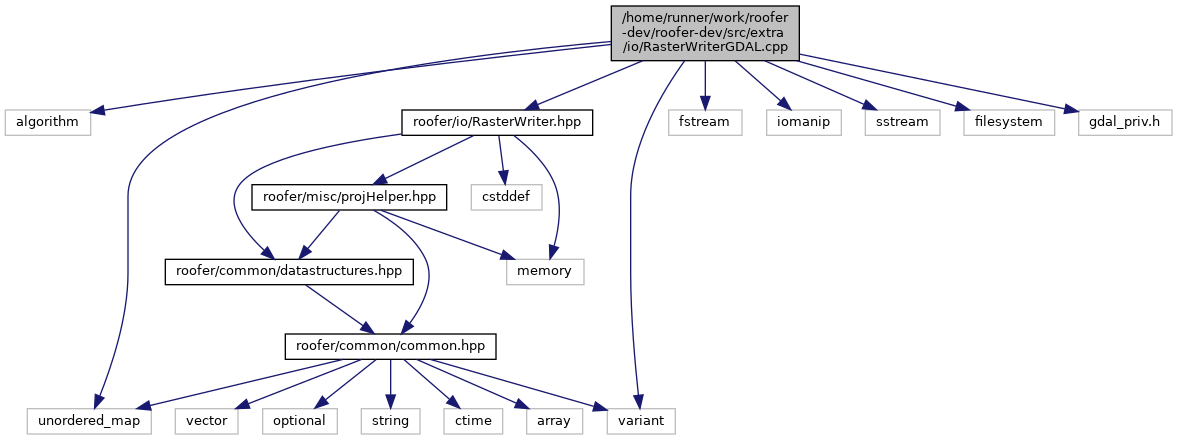 /home/runner/work/roofer
-dev/roofer-dev/src/extra
/io/RasterWriterGDAL.cpp
algorithm
roofer/io/RasterWriter.hpp
fstream
iomanip
sstream
filesystem
gdal_priv.h
roofer/misc/projHelper.hpp
cstddef
roofer/common/datastructures.hpp
memory
roofer/common/common.hpp
unordered_map
vector
optional
string
ctime
array
variant